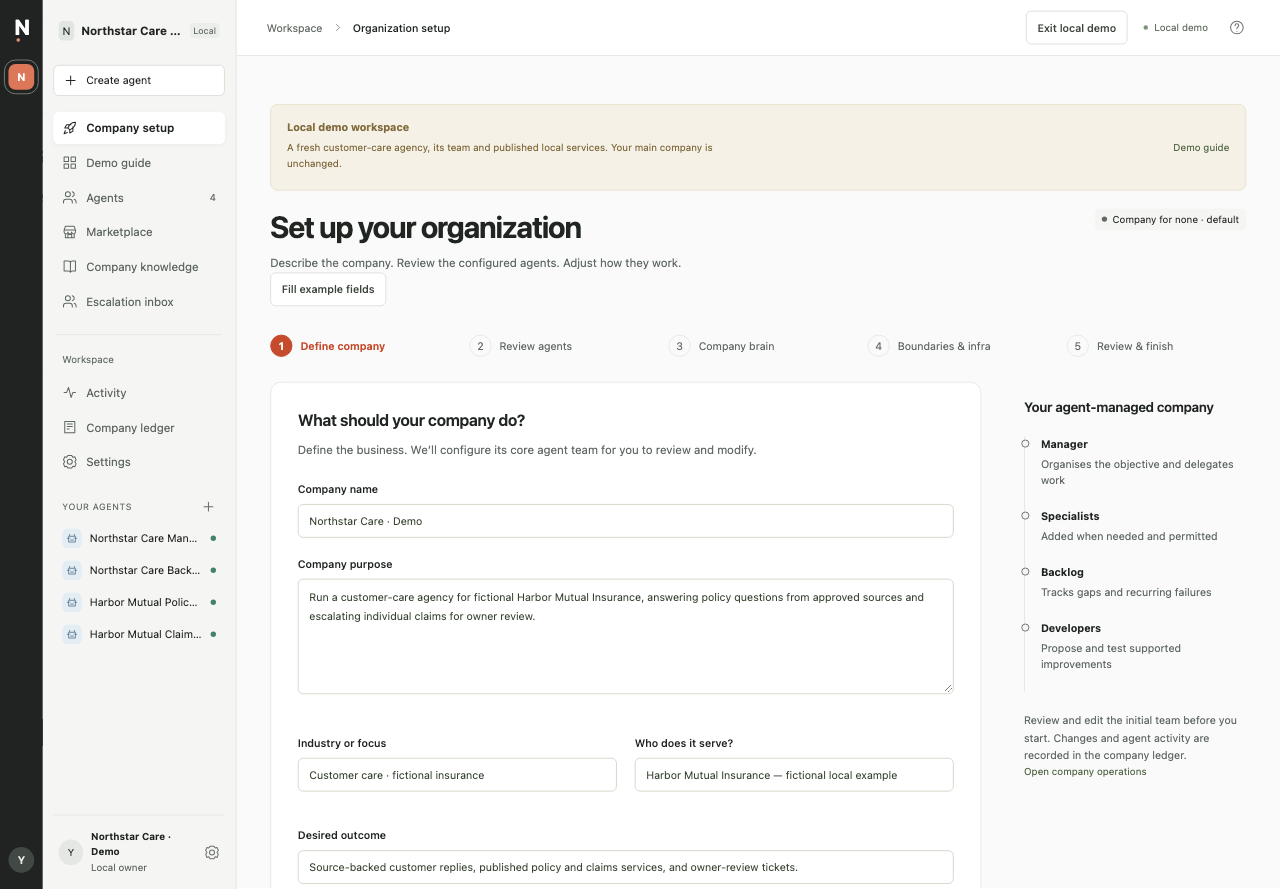 N
N Northstar Care ... Local
N
Create agent
Company setup
Demo guide
Agents 4
Marketplace
Company knowledge
Escalation inbox
Workspace
Activity
Company ledger
Settings
YOUR AGENTS
Northstar Care Man...
Northstar Care Back...
Harbor Mutual Polic...
Harbor Mutual Claim...
Y
Y
Northstar Care ·
Demo
Local owner
Workspace
Organization setup
Exit local demo
Local demo
?
Local demo workspace
A fresh customer-care agency, its team and published local services. Your main company is
unchanged.
Demo guide
Set up your organization
Company for none · default
Describe the company. Review the configured agents. Adjust how they work.
Fill example fields
1 Define company
2 Review agents
3 Company brain
4 Boundaries & infra
5 Review & finish
What should your company do?
Define the business. We’ll configure its core agent team for you to review and modify.
Company name
Northstar Care · Demo
Company purpose
Run a customer-care agency for fictional Harbor Mutual Insurance, answering policy questions from approved sources and
escalating individual claims for owner review.
Industry or focus
Customer care · fictional insurance
Who does it serve?
Harbor Mutual Insurance — fictional local example
Desired outcome
Source-backed customer replies, published policy and claims services, and owner-review tickets.
Your agent-managed company
Manager
Organises the objective and delegates
work
Specialists
Added when needed and permitted
Backlog
Tracks gaps and recurring failures
Developers
Propose and test supported
improvements
Review and edit the initial team before you
start. Changes and agent activity are
recorded in the company ledger.
Open company operations